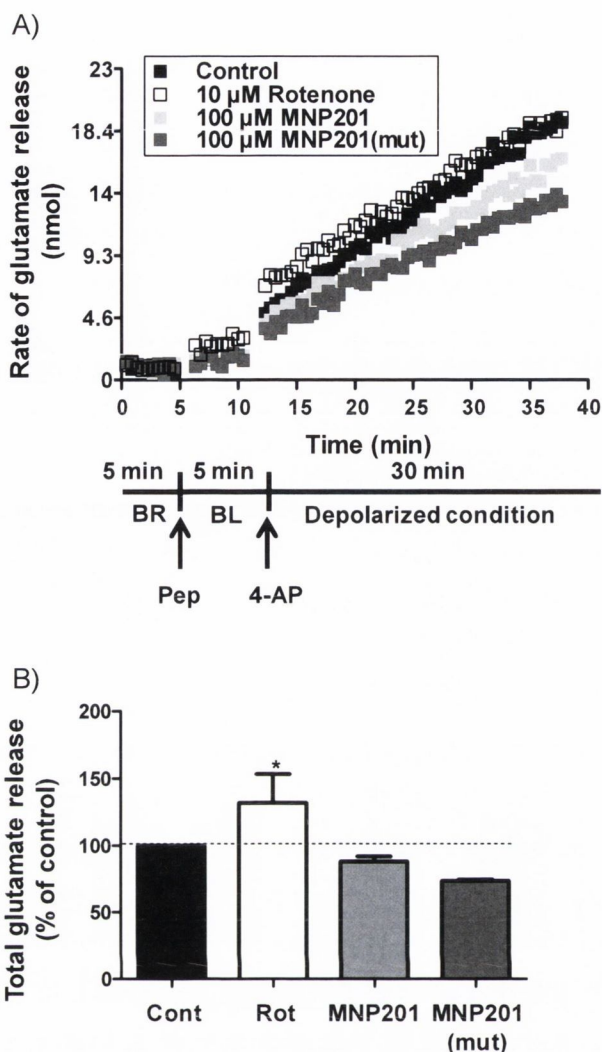 A)
Rate of glutamate release
(nmol)
23
18.4
14
9.3
4.6
0
Control
10 µM Rotenone
100 µM MNP201
100 µM MNP201(mut)
0 5 10 15 20 25 30 35 40
Time (min)
5 min 5 min 30 min
BR BL Depolarized condition
Pep 4-AP
B)
Total glutamate release
(% of control)
200
150
100
50
0
*
Cont Rot MNP201 MNP201
(mut)